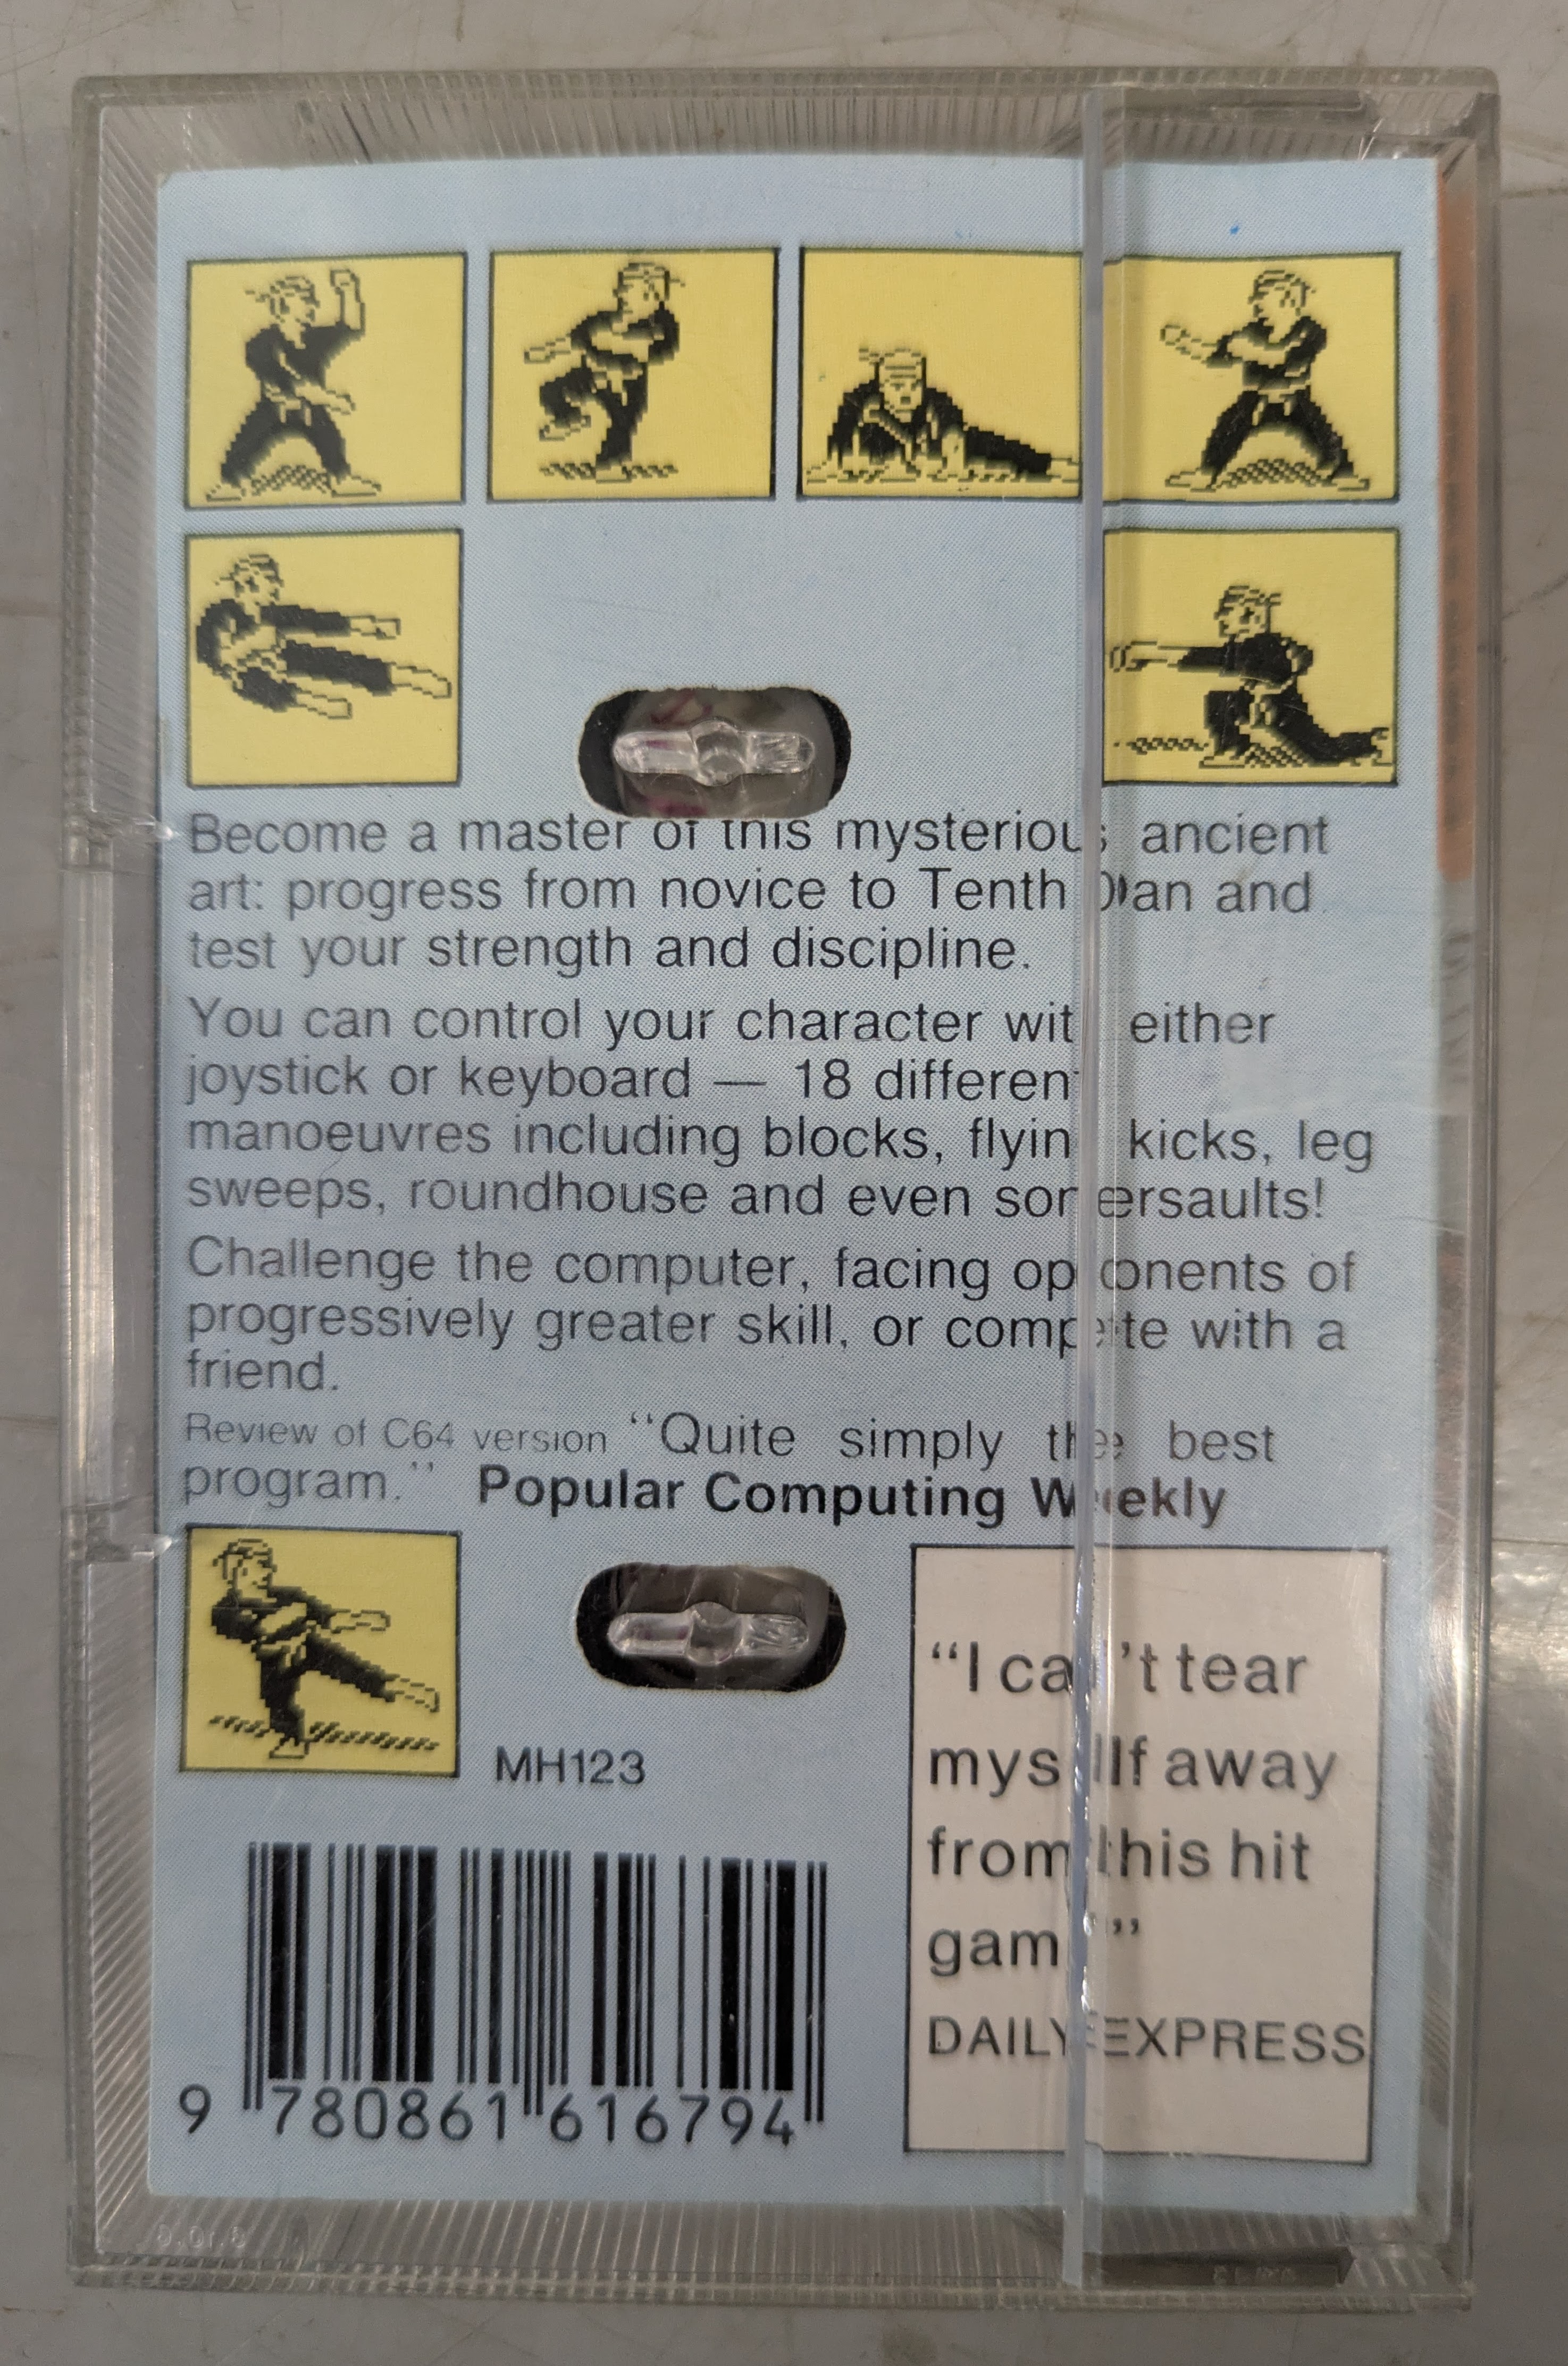 Become a master of this mysterious ancient
art: progress from novice to Tenth Dan and
test your strength and discipline.
You can control your character with either
joystick or keyboard — 18 different
manoeuvres including blocks, flying kicks, leg
sweeps, roundhouse and even somersaults!
Challenge the computer, facing opponents of
progressively greater skill, or compete with a
friend.
Review of C64 version “Quite simply the best
program.” Popular Computing Weekly
MH123
9 780861 616794
“I can’t tear
myself away
from this hit
game”
DAILY EXPRESS